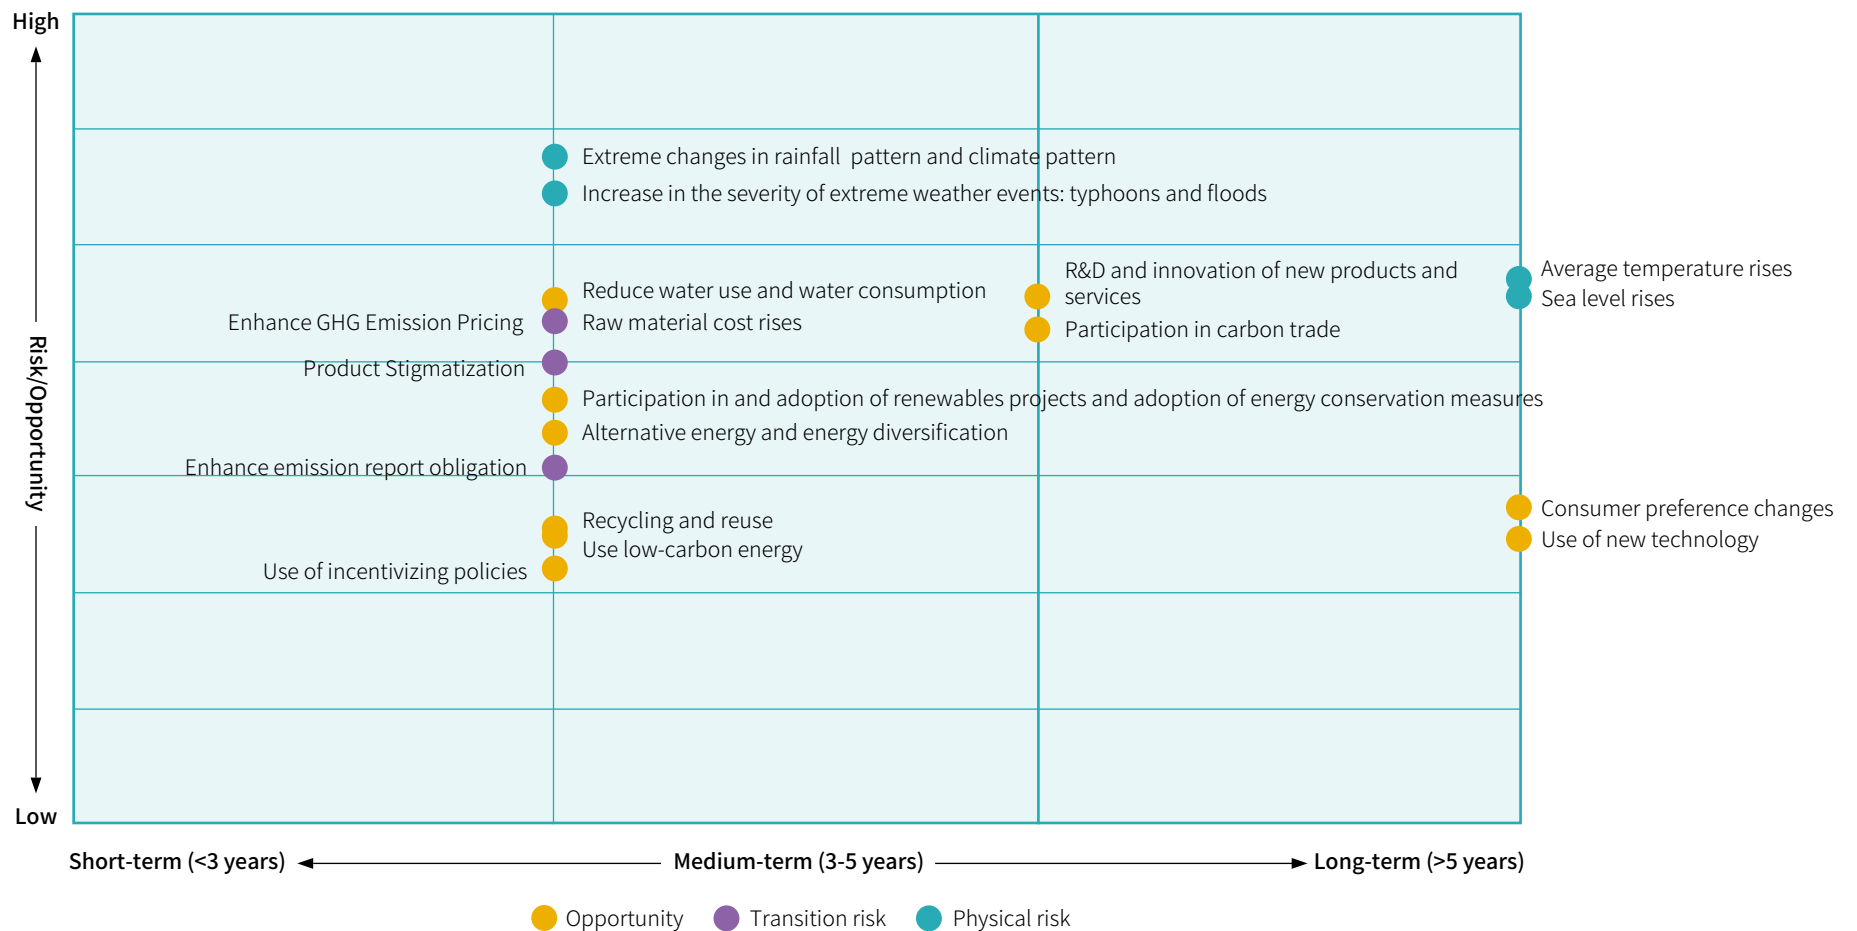 High
Extreme changes in rainfall  pattern and climate pattern
Increase in the severity of extreme weather events: typhoons and floods
R&D and innovation of new products and
services
Average temperature rises
Sea level rises
Reduce water use and water consumption
Enhance GHG Emission Pricing
Raw material cost rises
Participation in carbon trade
Product Stigmatization
Risk/Opportunity
Participation in and adoption of renewables projects and adoption of energy conservation measures
Alternative energy and energy diversification
Enhance emission report obligation
Consumer preference changes
Use of new technology
Recycling and reuse
Use low-carbon energy
Use of incentivizing policies
Low
Short-term (<3 years)
Medium-term (3-5 years)
Long-term (>5 years)
Opportunity
Transition risk
Physical risk